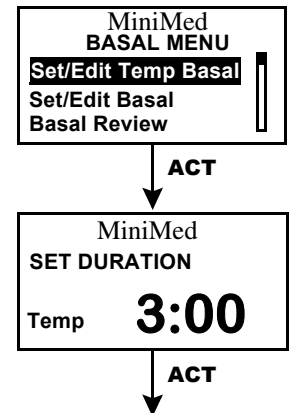 MiniMed
BASAL MENU
Set/Edit Temp Basal
Set/Edit Basal
Basal Review
ACT
MiniMed
SET DURATION
Temp 3:00
ACT